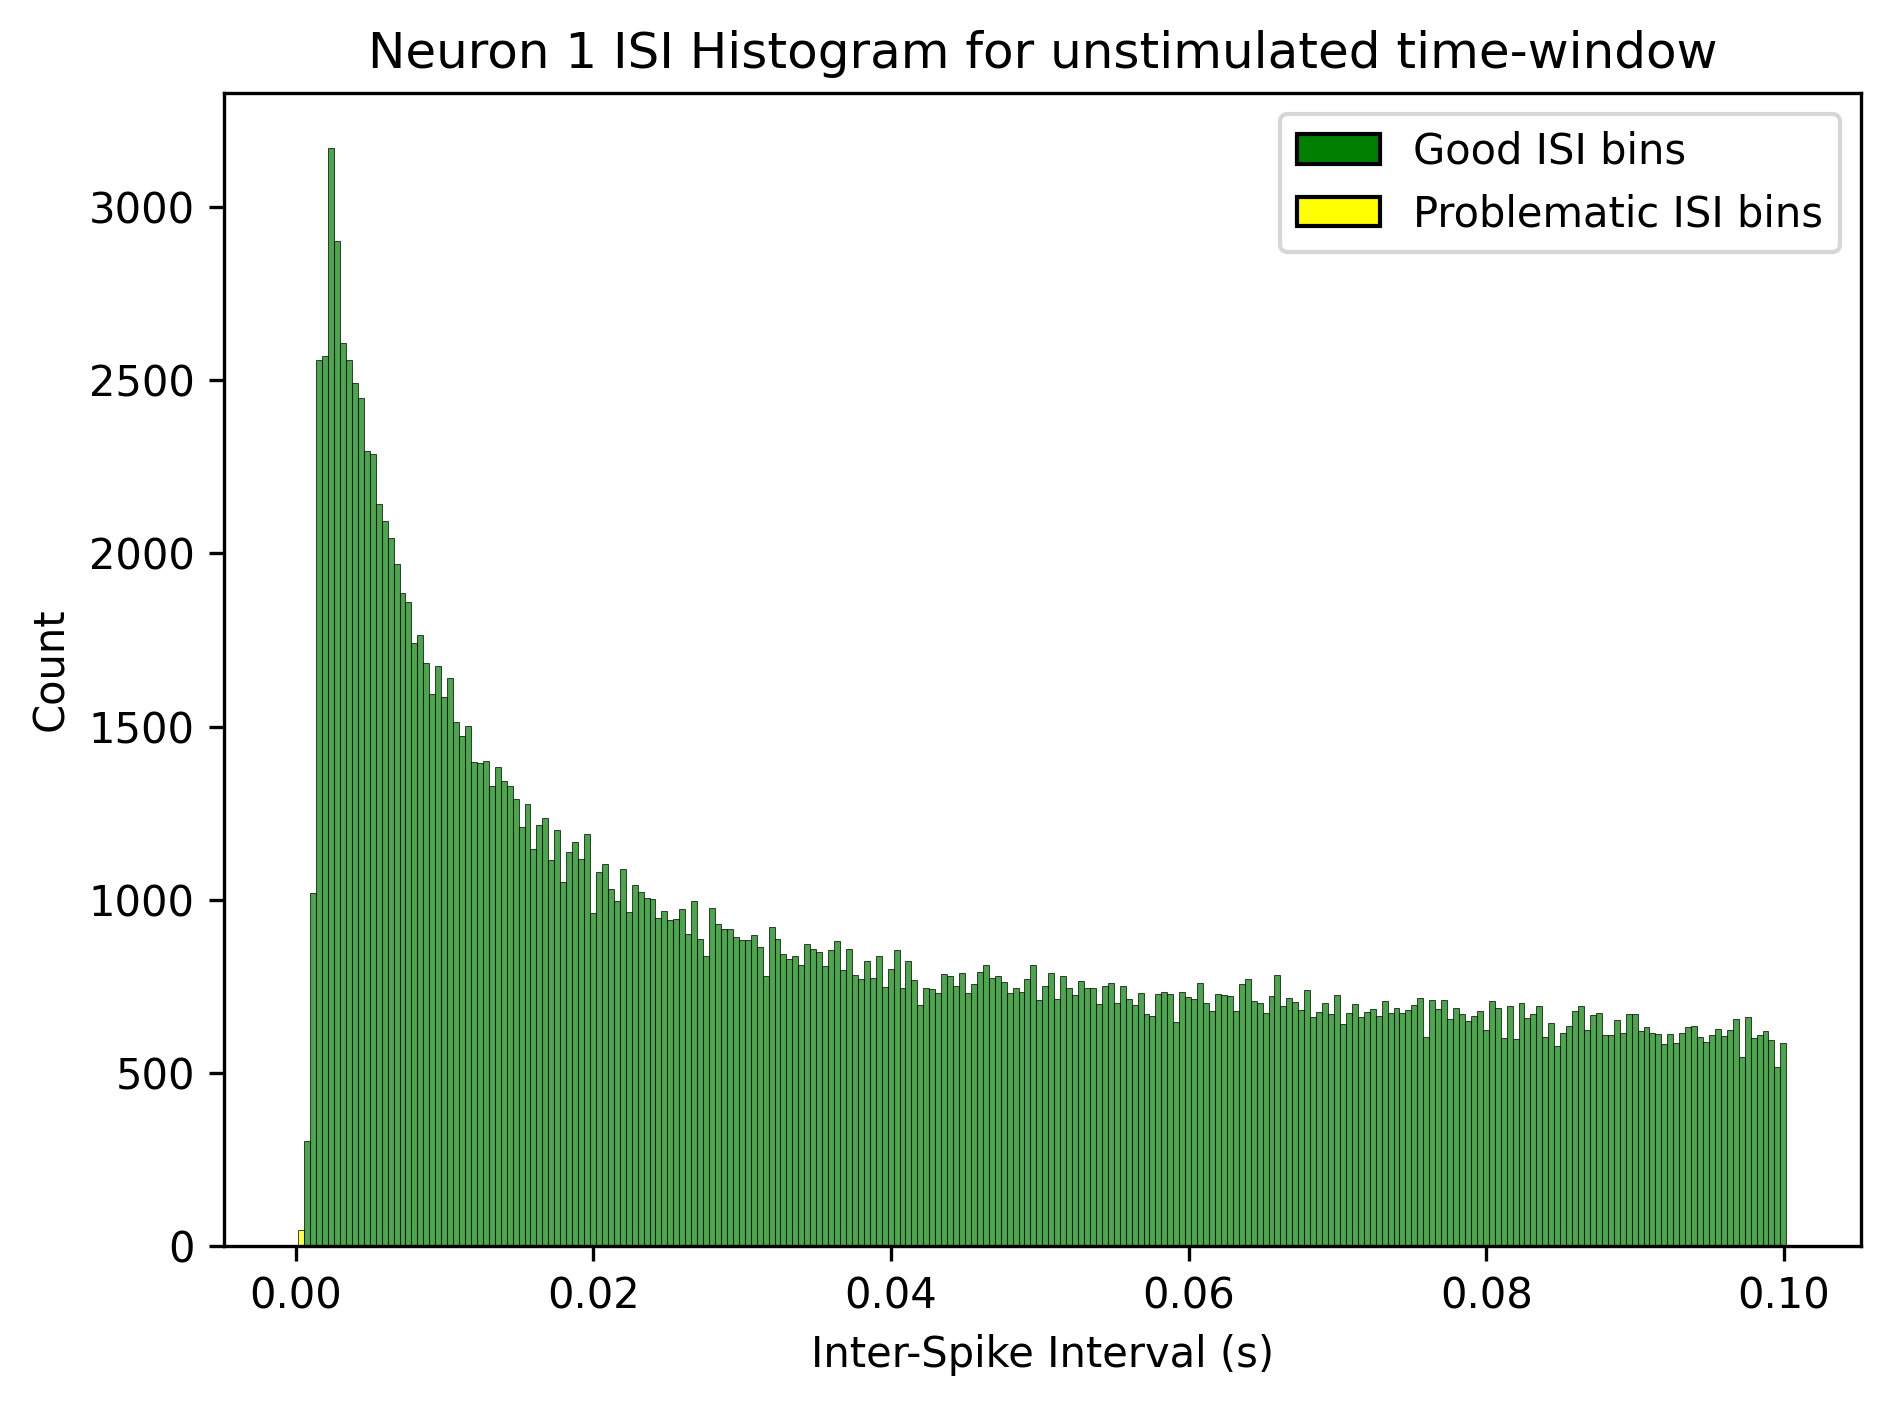 Neuron 1 ISI Histogram for unstimulated time-window
Good ISI bins
Problematic ISI bins
3000
2500
2000
1500
1000
500
0
Count
0.00 0.02 0.04 0.06 0.08 0.10
Inter-Spike Interval (s)